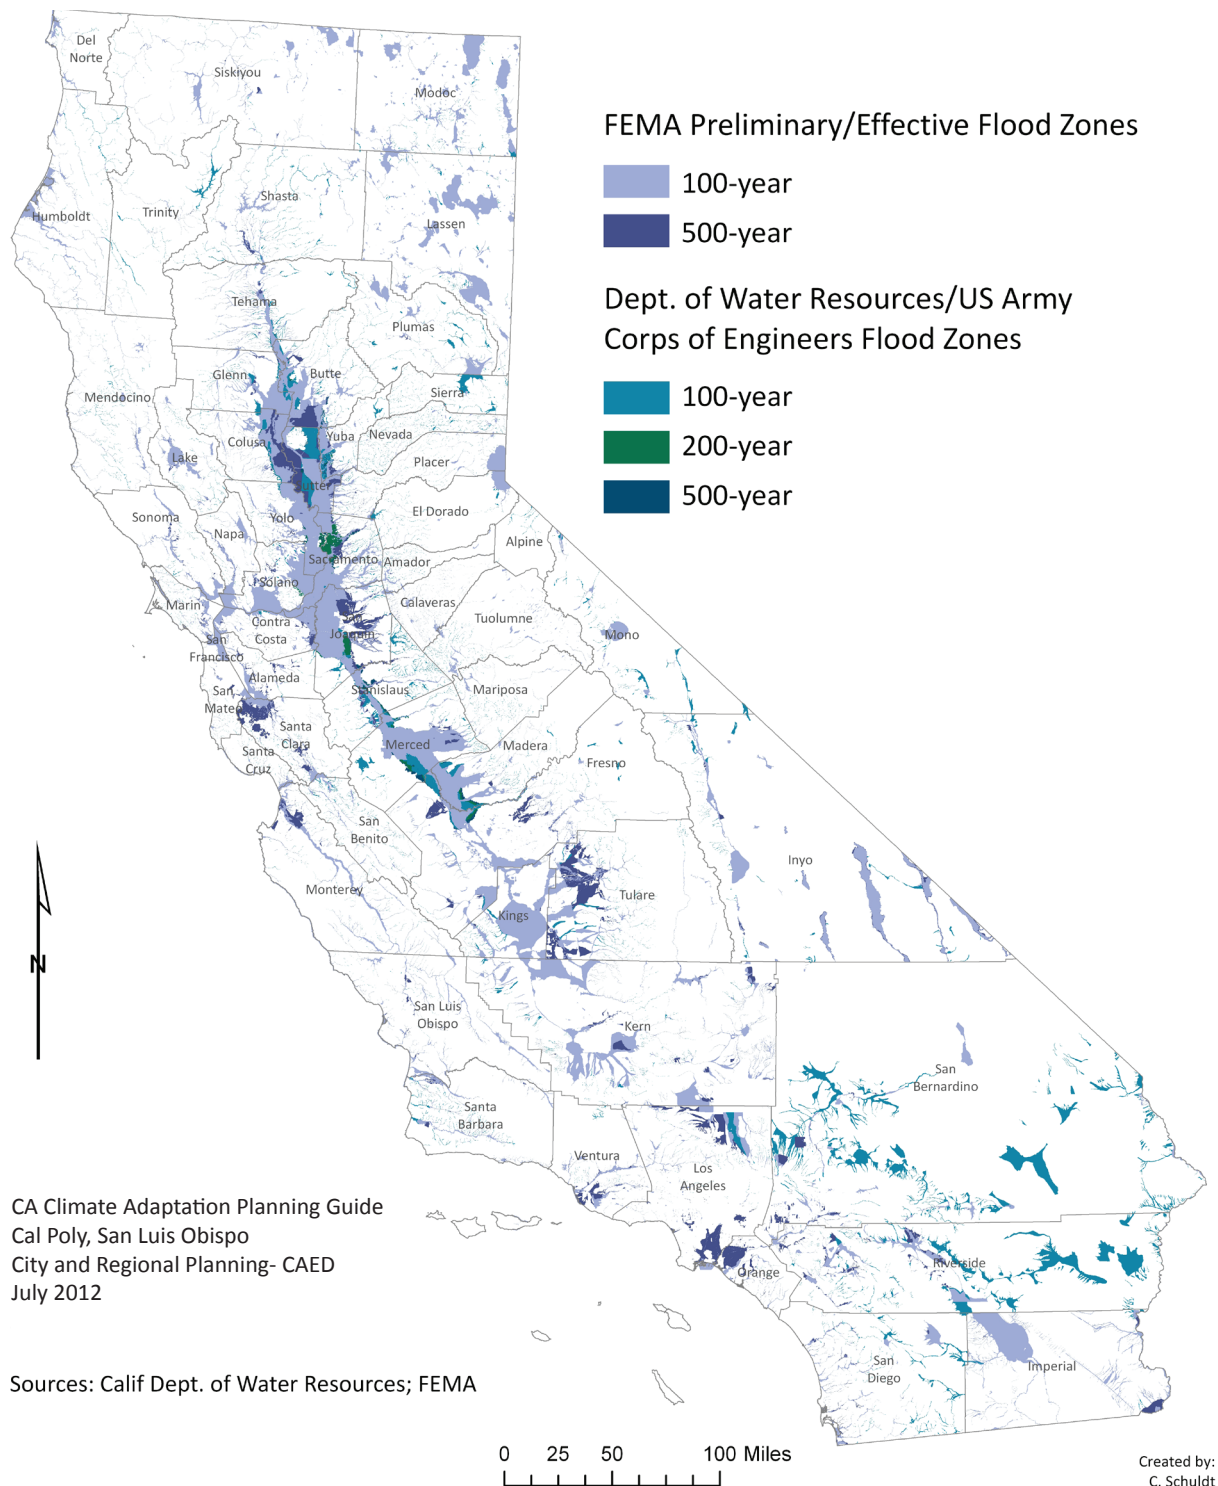 FEMA Preliminary/Effective Flood Zones
100-year
500-year
Dept. of Water Resources/US Army
Corps of Engineers Flood Zones
100-year
200-year
500-year
Del
Norte
Siskiyou
Modoc
Humboldt
Trinity
Shasta
Lassen
Tehama
Plumas
Mendocino
Glenn
Butte
Sierra
Colusa
Yuba
Nevada
Lake
Placer
Sutter
Sonoma
Napa
Yolo
El Dorado
Alpine
Sacramento
Amador
Solano
Marin
Contra
Costa
Calaveras
Tuolumne
San
Joaquin
Mono
San
Francisco
Alameda
San
Mateo
Stanislaus
Mariposa
Santa
Clara
Santa
Cruz
Merced
Madera
Fresno
San
Benito
Monterey
Kings
Tulare
Inyo
San Luis
Obispo
Kern
San
Bernardino
Santa
Barbara
Ventura
Los
Angeles
Orange
Riverside
San
Diego
Imperial
N
CA Climate Adaptation Planning Guide
Cal Poly, San Luis Obispo
City and Regional Planning- CAED
July 2012
Sources: Calif Dept. of Water Resources; FEMA
0 25 50 100 Miles
Created by:
C. Schuldt